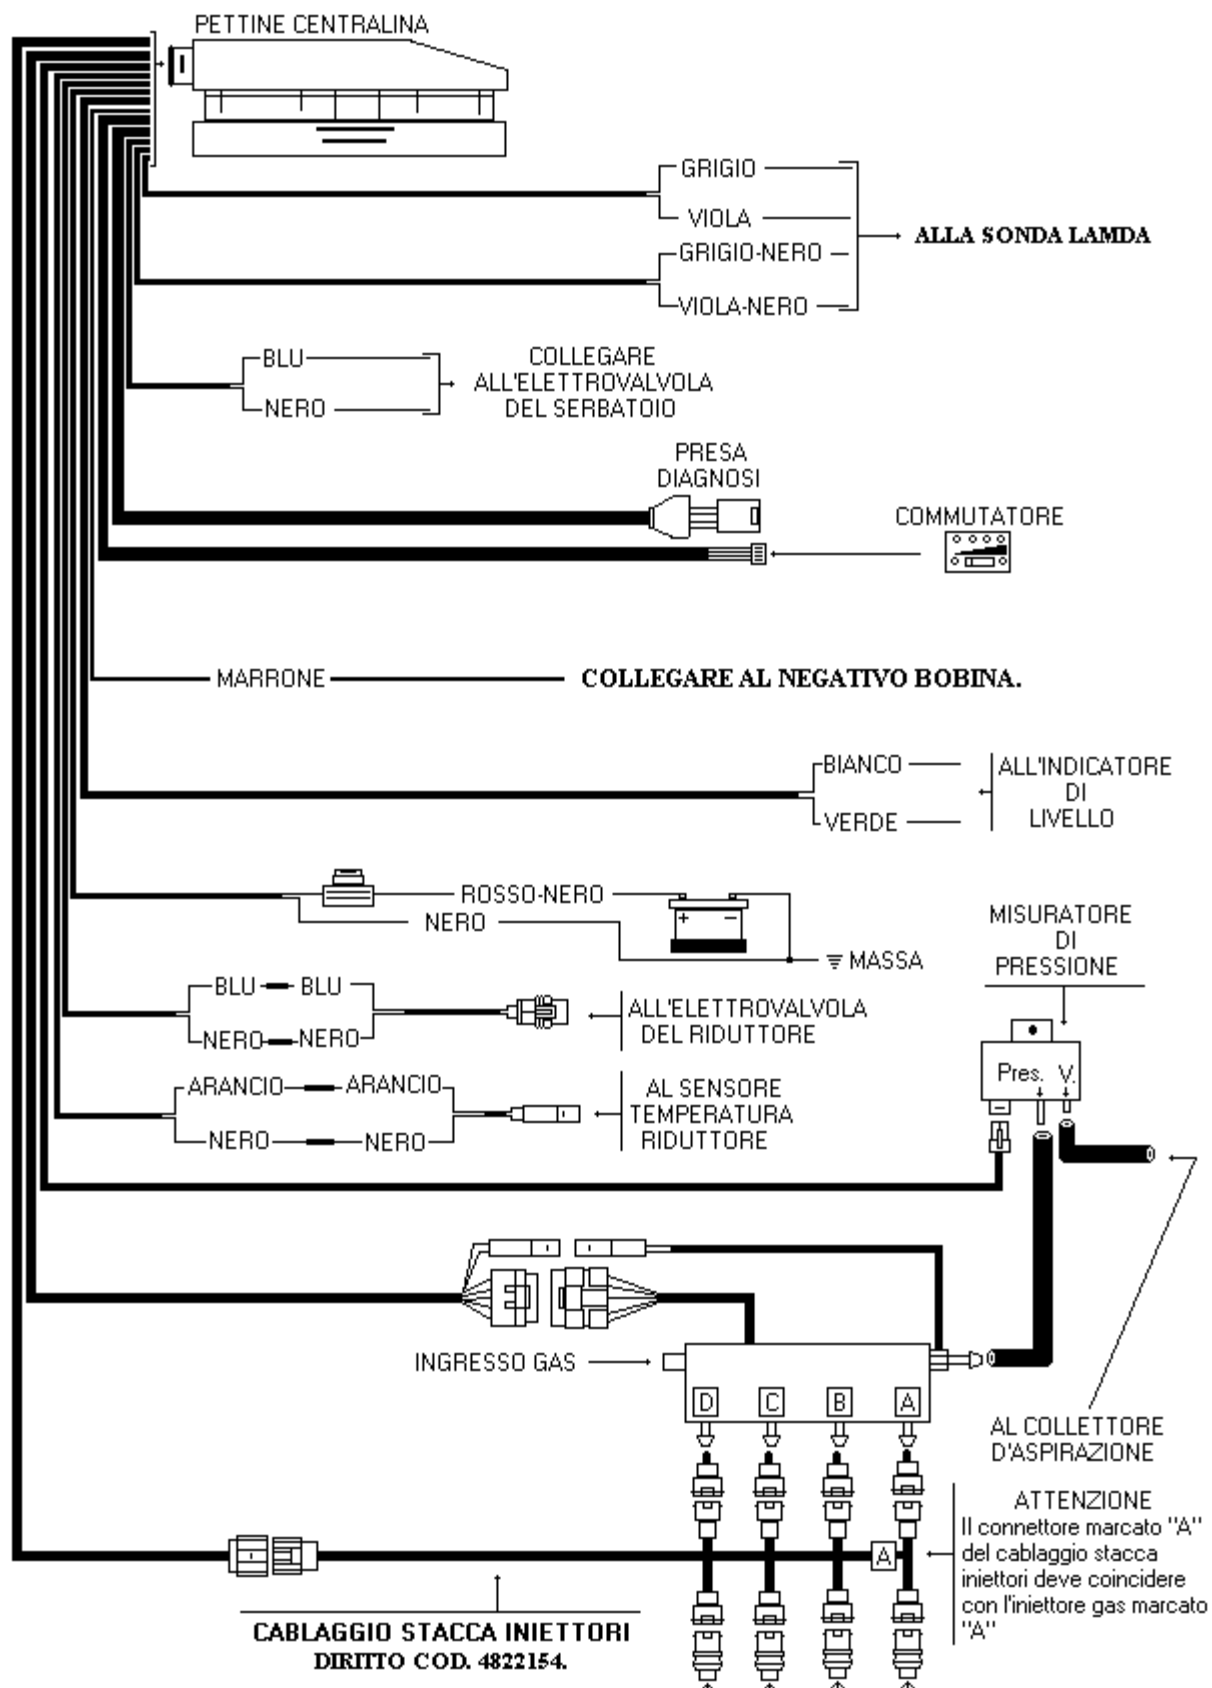 PETTINE CENTRALINA
GRIGIO
VIOLA
ALLA SONDA LAMDA
GRIGIO-NERO
VIOLA-NERO
BLU
NERO
COLLEGARE
ALL'ELETTROVALVOLA
DEL SERBATOIO
PRESA
DIAGNOSI
COMMUTATORE
MARRONE
COLLEGARE AL NEGATIVO BOBINA.
BIANCO
VERDE
ALL'INDICATORE
DI
LIVELLO
ROSSO-NERO
NERO
+ −
MASSA
MISURATORE
DI
PRESSIONE
BLU BLU
NERO NERO
ALL'ELETTROVALVOLA
DEL RIDUTTORE
Pres. V.
ARANCIO ARANCIO
NERO NERO
AL SENSORE
TEMPERATURA
RIDUTTORE
INGRESSO GAS
D C B A
AL COLLETTORE
D'ASPIRAZIONE
A
ATTENZIONE
Il connettore marcato "A"
del cablaggio stacca
iniettori deve coincidere
con l'iniettore gas marcato
"A"
CABLAGGIO STACCA INIETTORI
DIRITTO COD. 4822154.